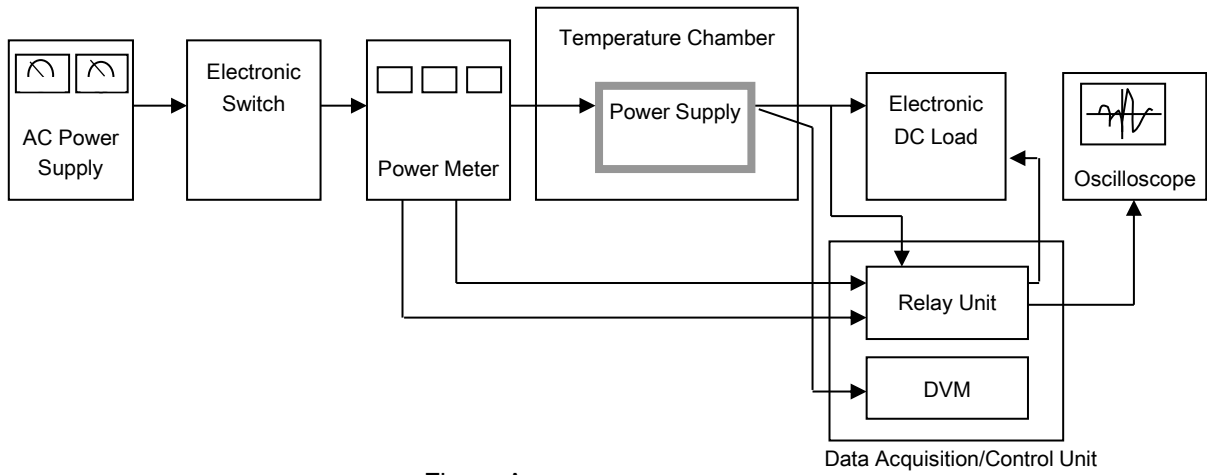 Temperature Chamber
Electronic
Switch
Power Supply
Electronic
DC Load
AC Power
Supply
Power Meter
Oscilloscope
Relay Unit
DVM
Data Acquisition/Control Unit